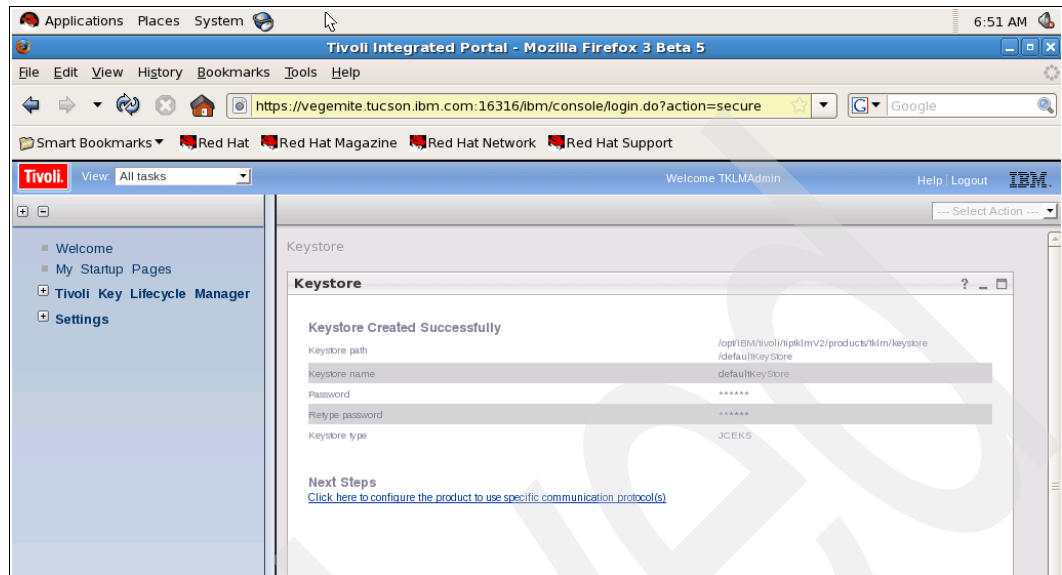 Applications Places System 6:51 AM
Tivoli Integrated Portal - Mozilla Firefox 3 Beta 5
File Edit View History Bookmarks Tools Help
https://vegemite.tucson.ibm.com:16316/ibm/console/login.do?action=secure G Google
Smart Bookmarks Red Hat Red Hat Magazine Red Hat Network Red Hat Support
Tivoli. View: All tasks Welcome TKLMAdmin Help Logout IBM.
--- Select Action ---
Welcome
My Startup Pages
Tivoli Key Lifecycle Manager
Settings
Keystore
Keystore ? _
Keystore Created Successfully
Keystore path /opt/IBM/tivoli/tiptklmV2/products/tklm/keystore
/defaultKeyStore
Keystore name defaultKeyStore
Password ******
Retype password ******
Keystore type JCEKS
Next Steps
Click here to configure the product to use specific communication protocol(s)